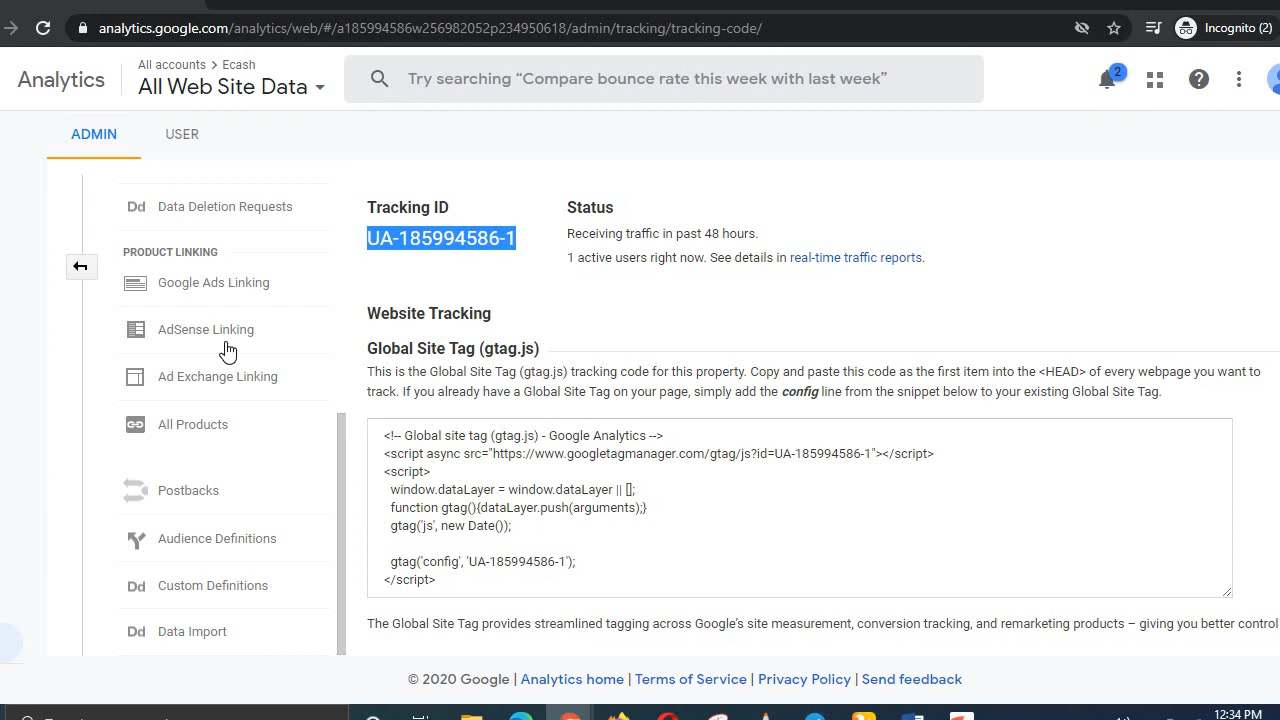 analytics.google.com/analytics/web/#/a185994586w256982052p234950618/admin/tracking/tracking-code/
Incognito (2)
Analytics
All accounts > Ecash
All Web Site Data
Try searching “Compare bounce rate this week with last week”
2
ADMIN
USER
Dd Data Deletion Requests
PRODUCT LINKING
Google Ads Linking
AdSense Linking
Ad Exchange Linking
All Products
Postbacks
Audience Definitions
Dd Custom Definitions
Dd Data Import
Tracking ID
UA-185994586-1
Status
Receiving traffic in past 48 hours.
1 active users right now. See details in real-time traffic reports.
Website Tracking
Global Site Tag (gtag.js)
This is the Global Site Tag (gtag.js) tracking code for this property. Copy and paste this code as the first item into the <HEAD> of every webpage you want to
track. If you already have a Global Site Tag on your page, simply add the config line from the snippet below to your existing Global Site Tag.
<!-- Global site tag (gtag.js) - Google Analytics -->
<script async src="https://www.googletagmanager.com/gtag/js?id=UA-185994586-1"></script>
<script>
window.dataLayer = window.dataLayer || [];
function gtag(){dataLayer.push(arguments);}
gtag('js', new Date());
gtag('config', 'UA-185994586-1');
</script>
The Global Site Tag provides streamlined tagging across Google's site measurement, conversion tracking, and remarketing products – giving you better control
© 2020 Google | Analytics home | Terms of Service | Privacy Policy | Send feedback
12:34 PM